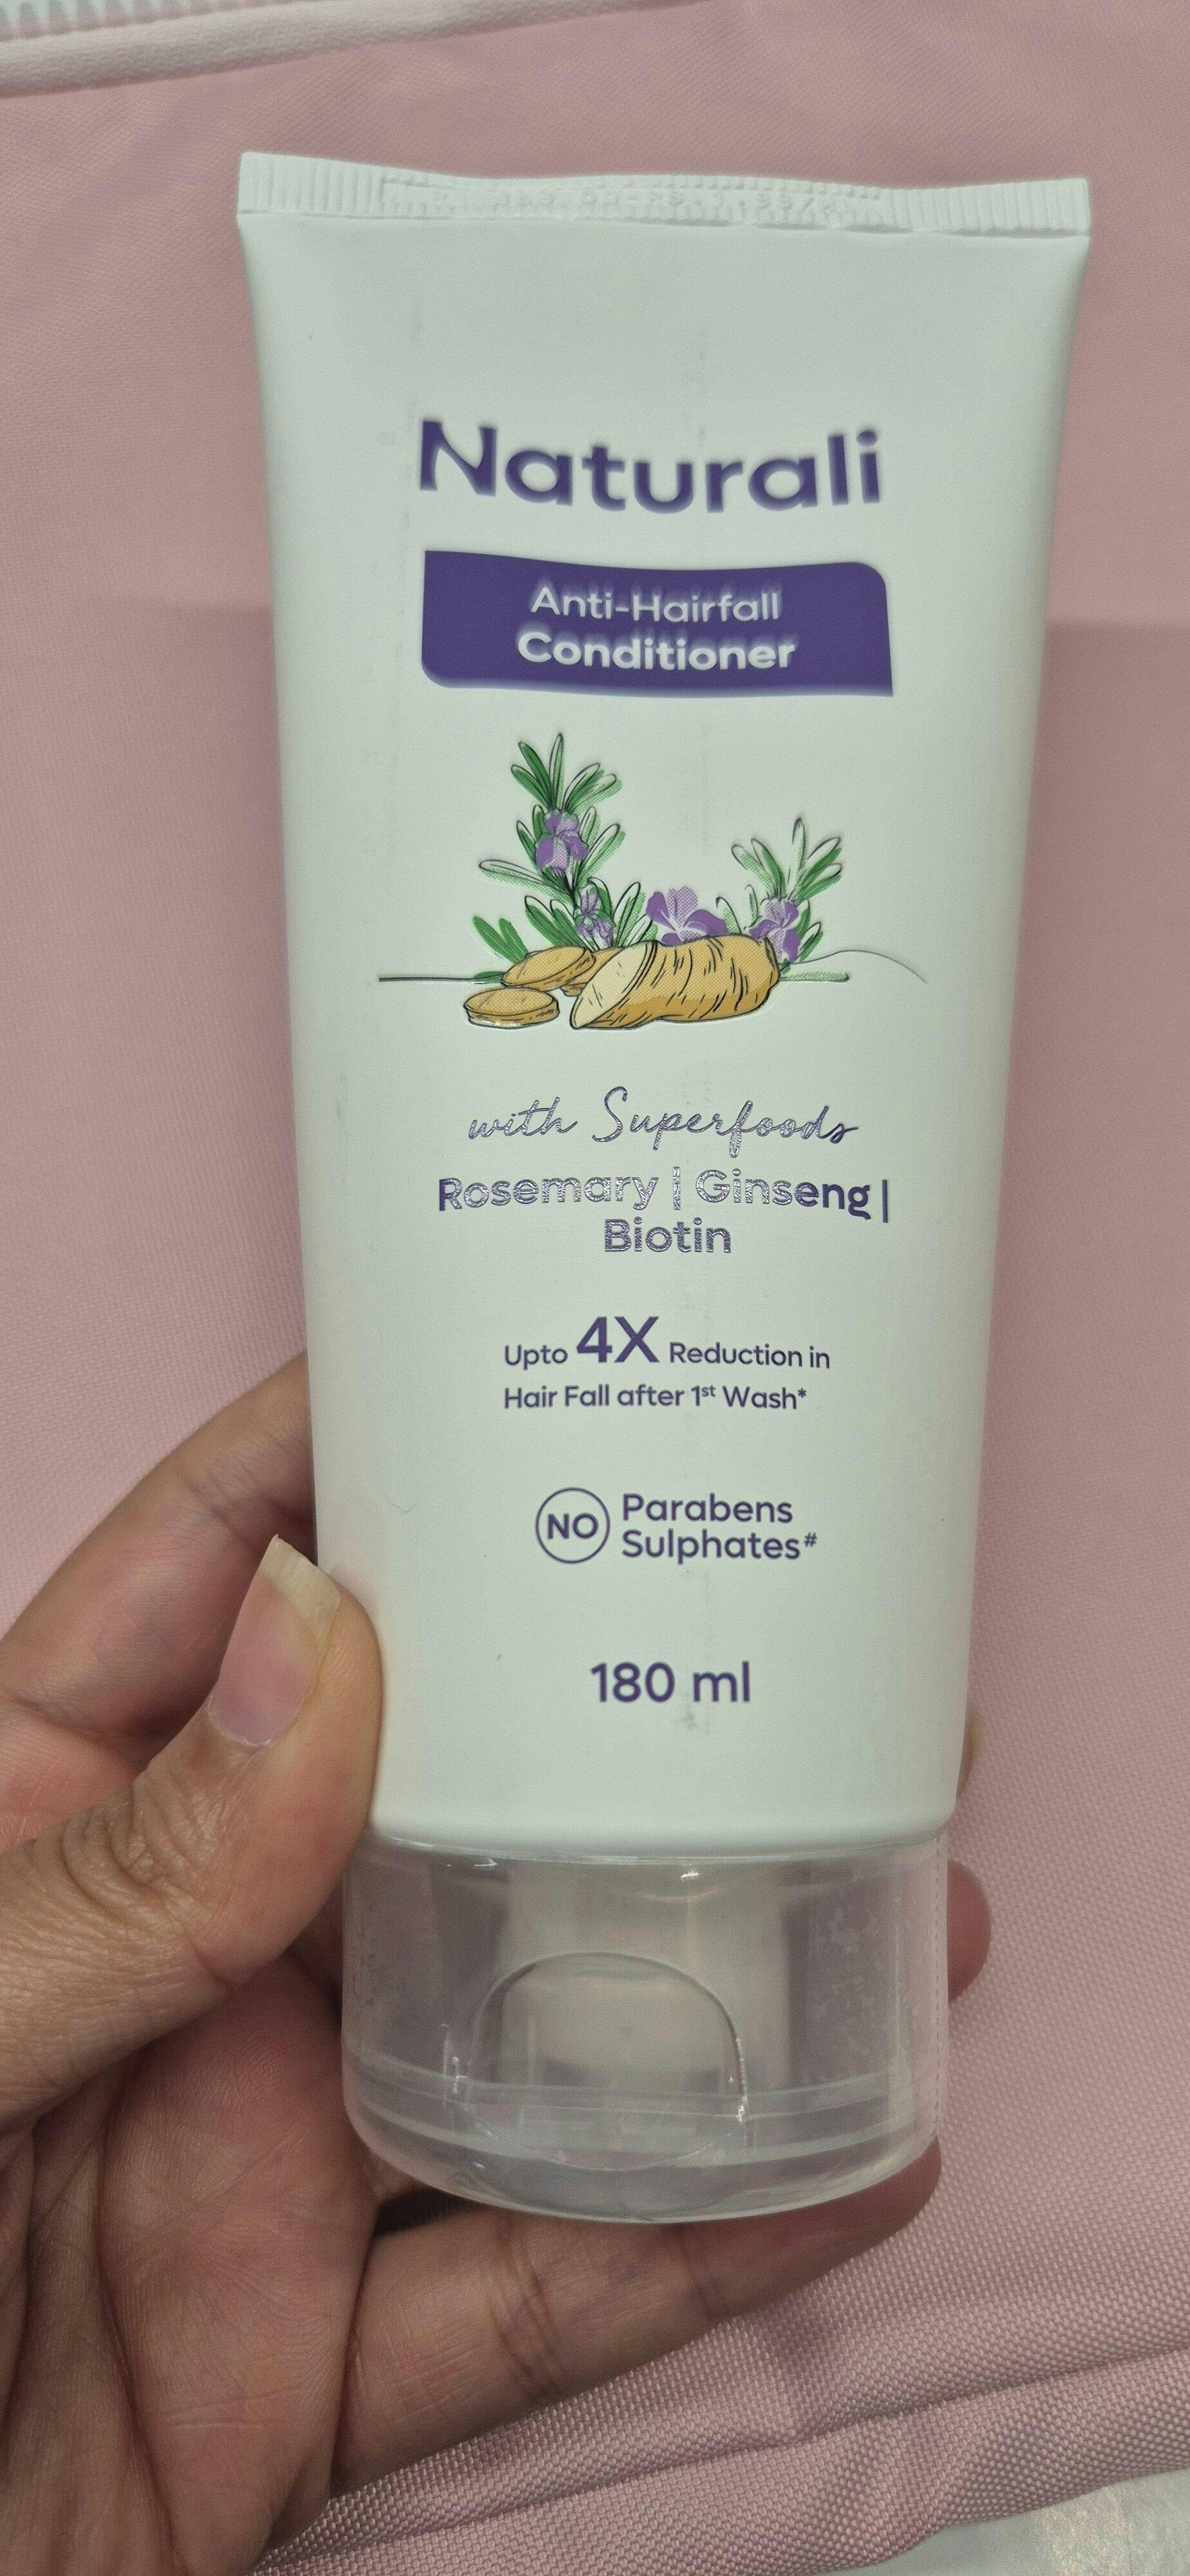 Naturali
Anti-Hairfall
Conditioner
with Superfoods
Rosemary | Ginseng |
Biotin
Upto 4X Reduction in
Hair Fall after 1st Wash*
NO Parabens
Sulphates#
180 ml